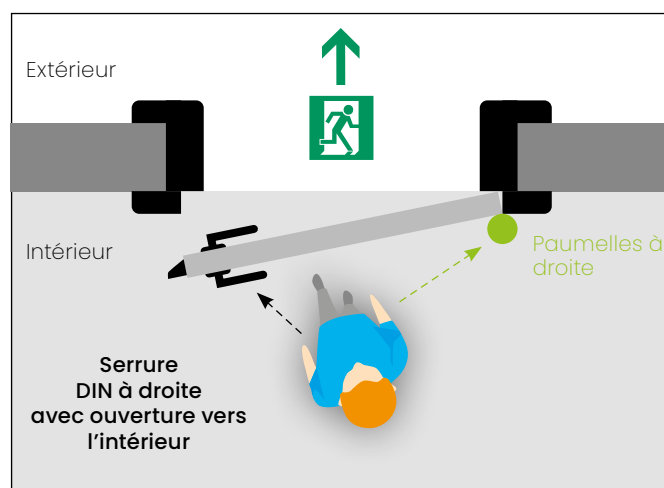 Extérieur
Intérieur
Paumelles à
droite
Serrure
DIN à droite
avec ouverture vers
l'intérieur